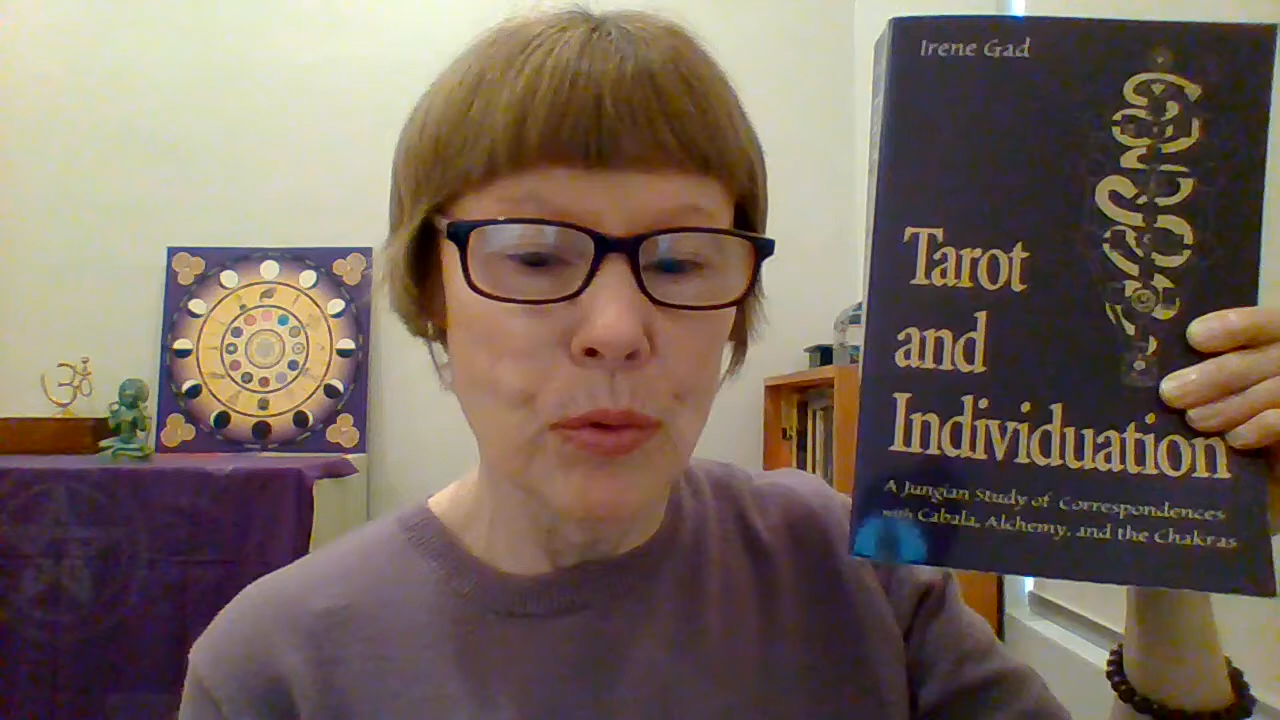 Irene Gad
Tarot
and
Individuation
A Jungian Study of Correspondences
with Cabala, Alchemy, and the Chakras